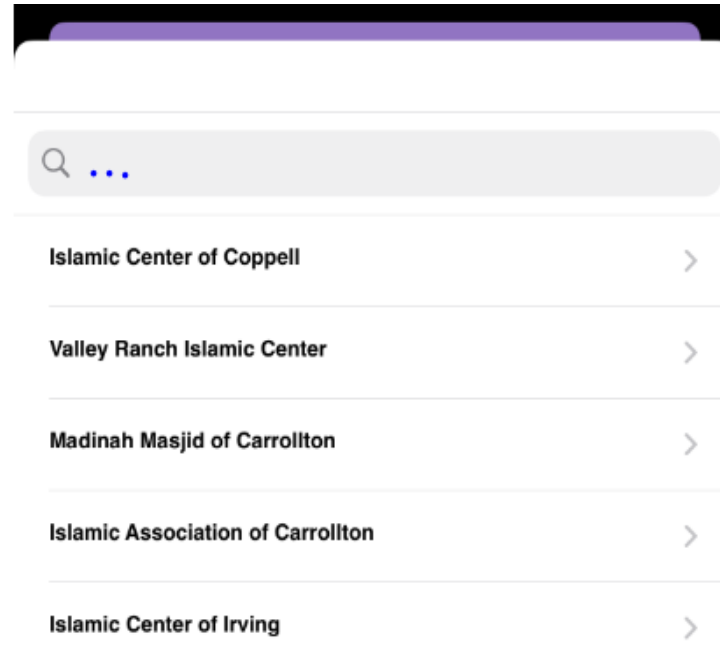 ...
Islamic Center of Coppell
Valley Ranch Islamic Center
Madinah Masjid of Carrollton
Islamic Association of Carrollton
Islamic Center of Irving